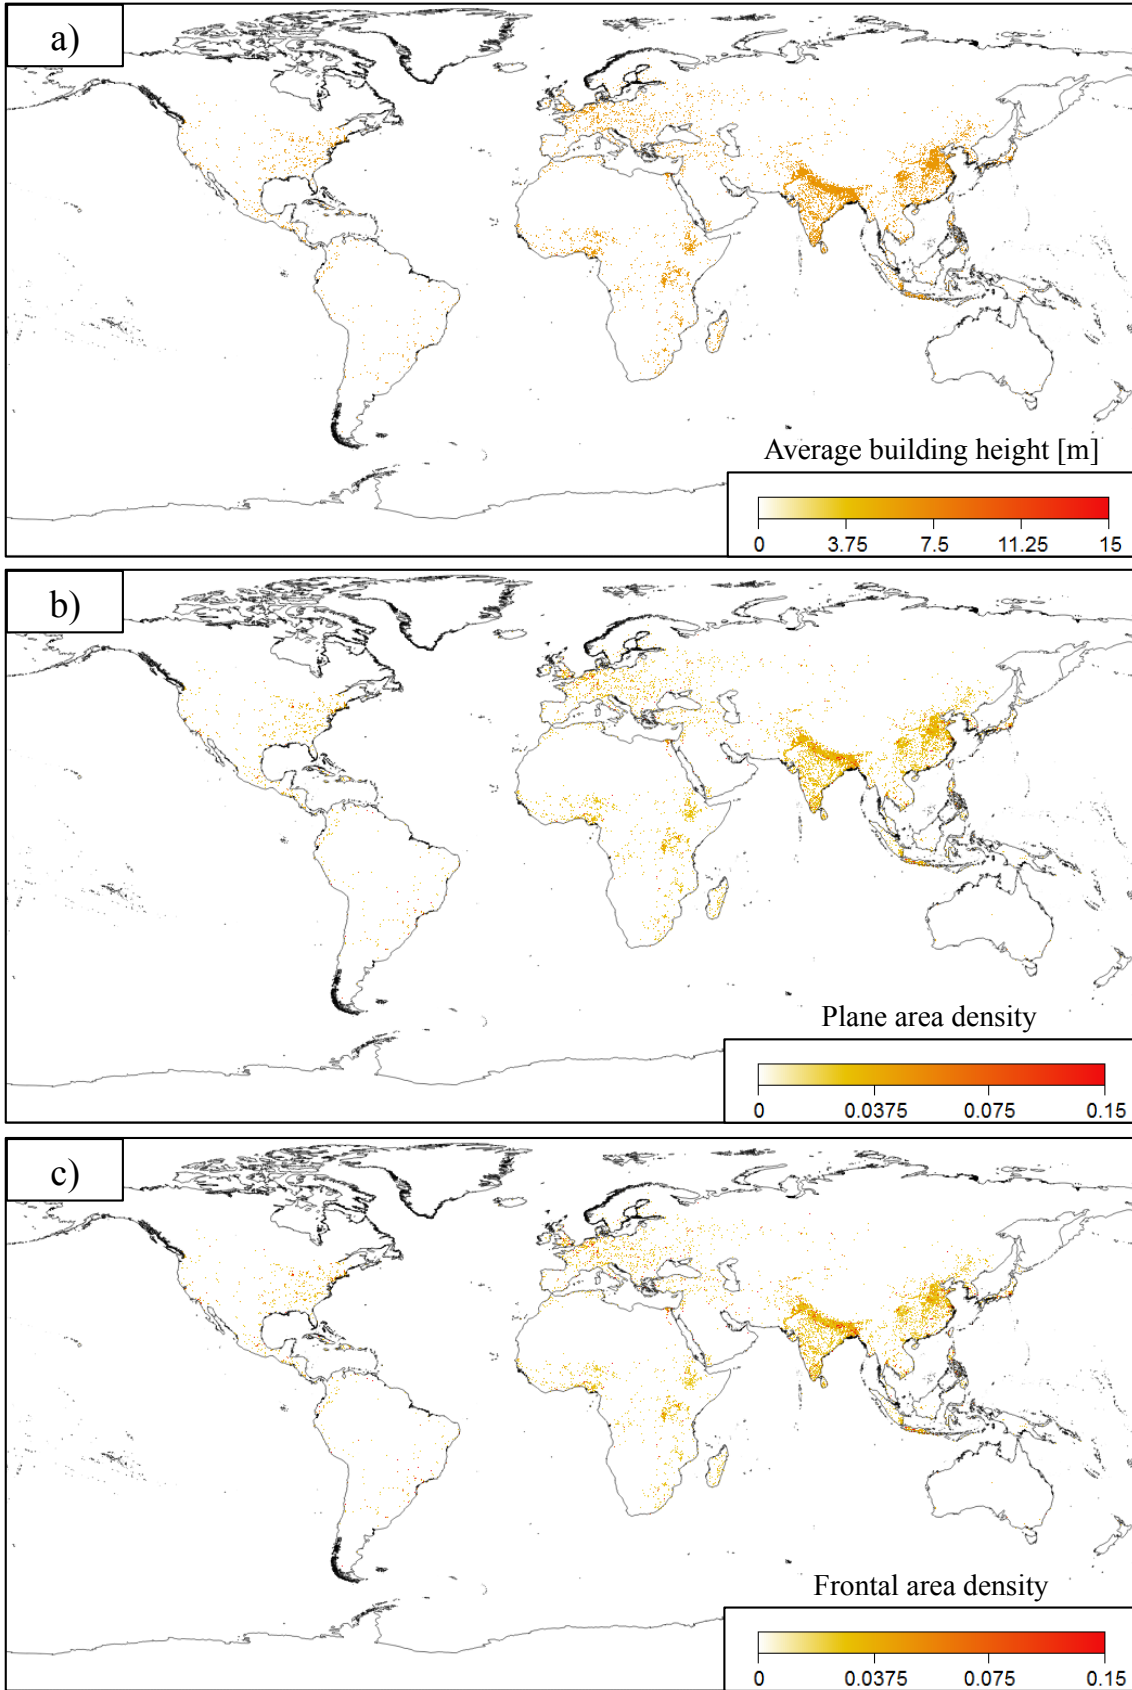 a)
Average building height [m]
0 3.75 7.5 11.25 15
b)
Plane area density
0 0.0375 0.075 0.15
c)
Frontal area density
0 0.0375 0.075 0.15